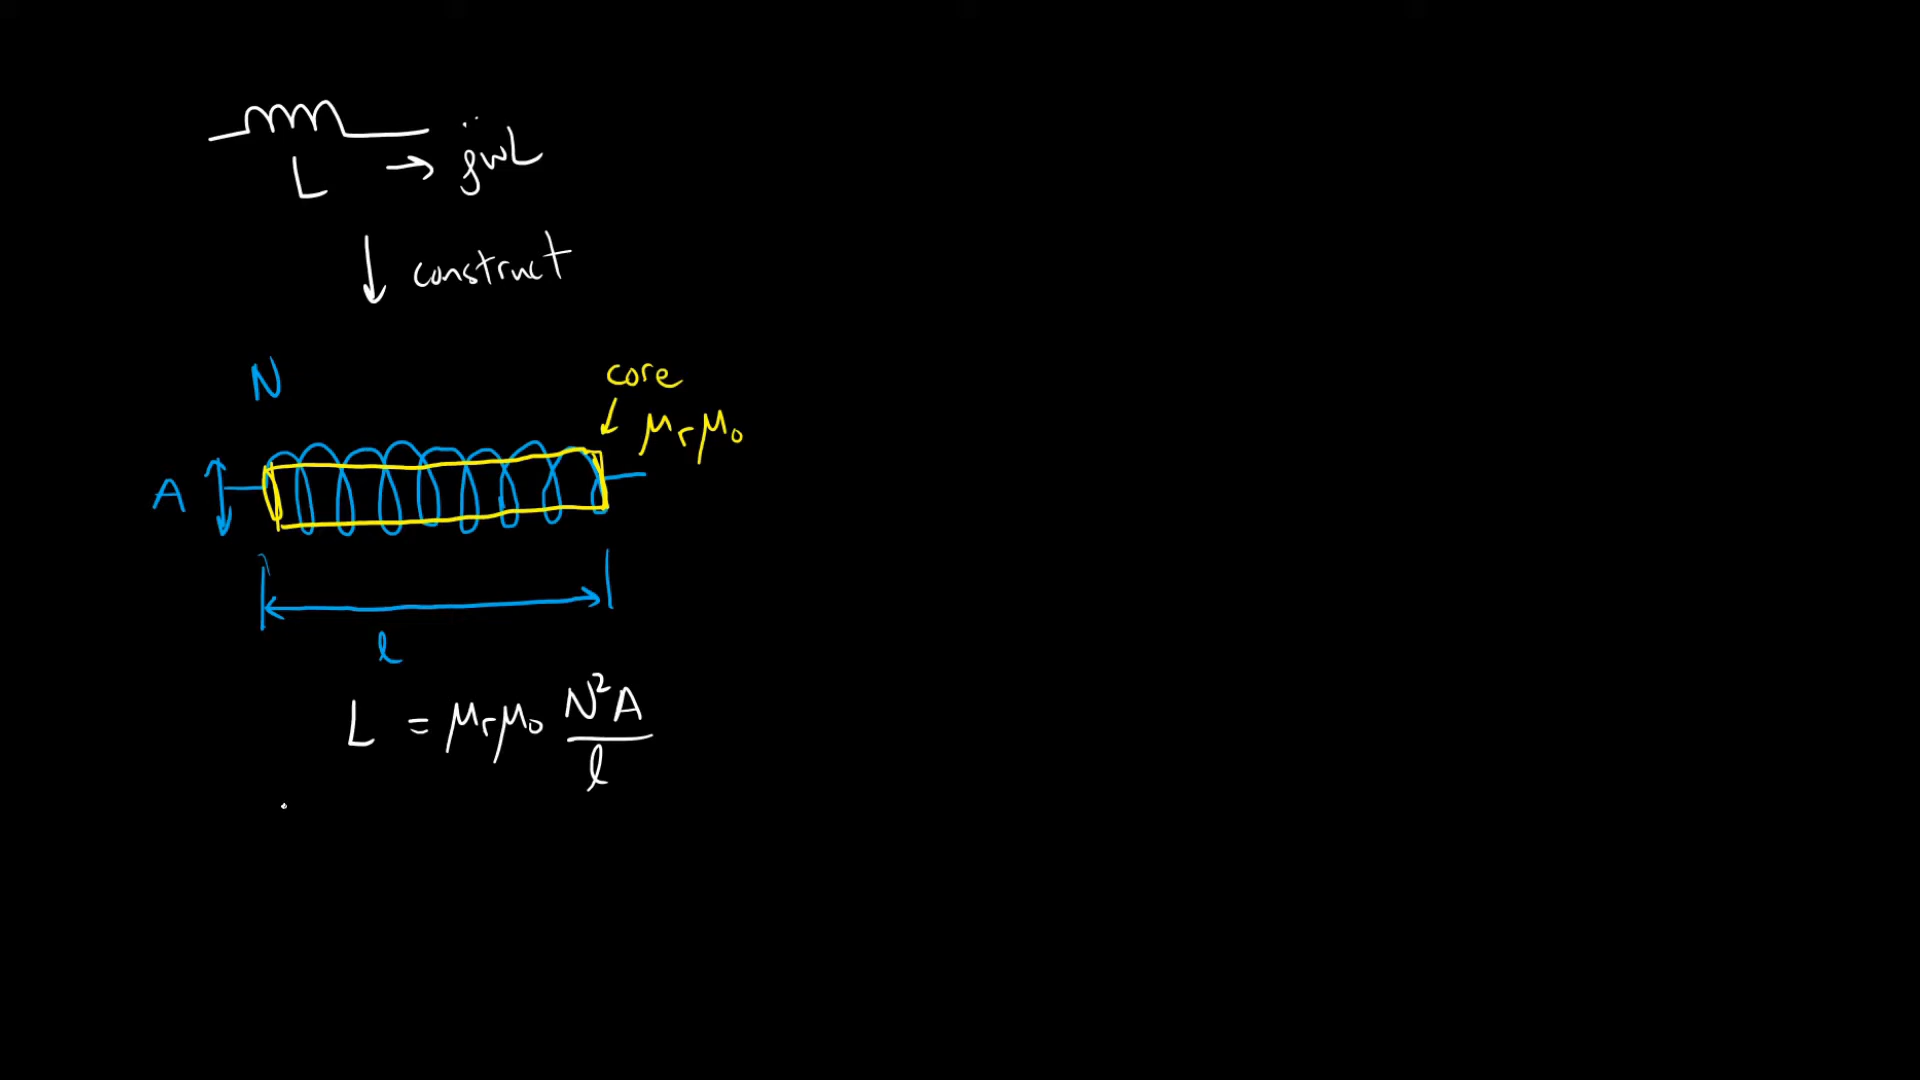 L → jωL
↓ construct
N
core
μrμ0
A
l
L = μrμ0 N²A / l